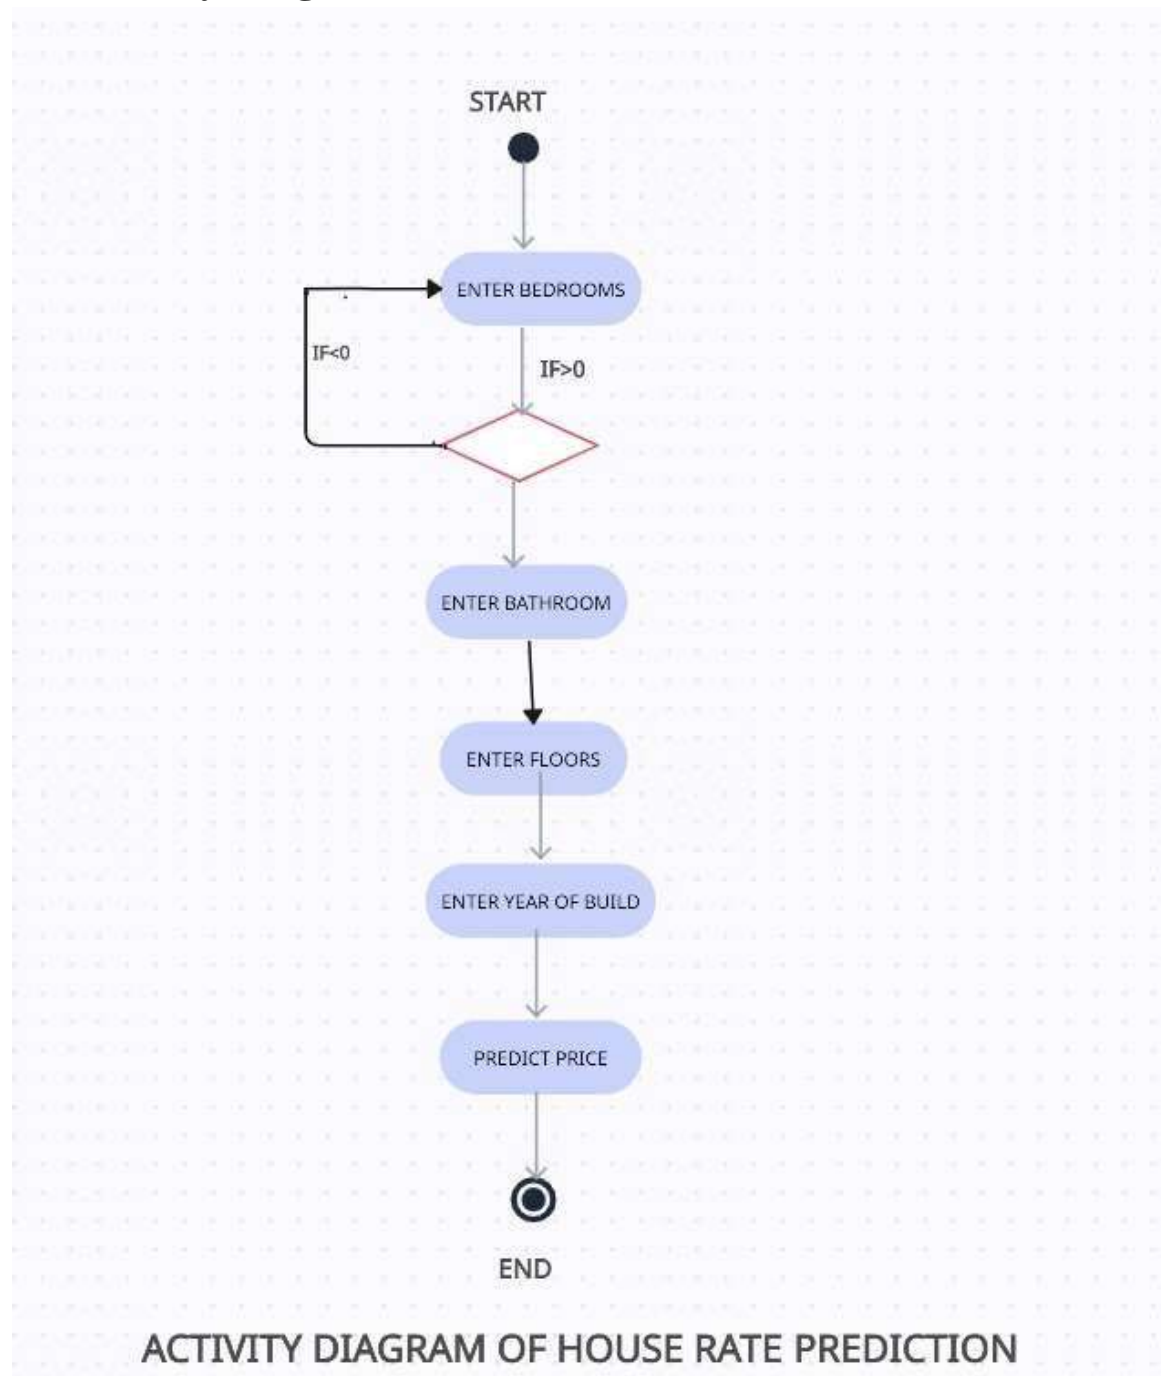 START
ENTER BEDROOMS
IF<0
IF>0
ENTER BATHROOM
ENTER FLOORS
ENTER YEAR OF BUILD
PREDICT PRICE
END
ACTIVITY DIAGRAM OF HOUSE RATE PREDICTION